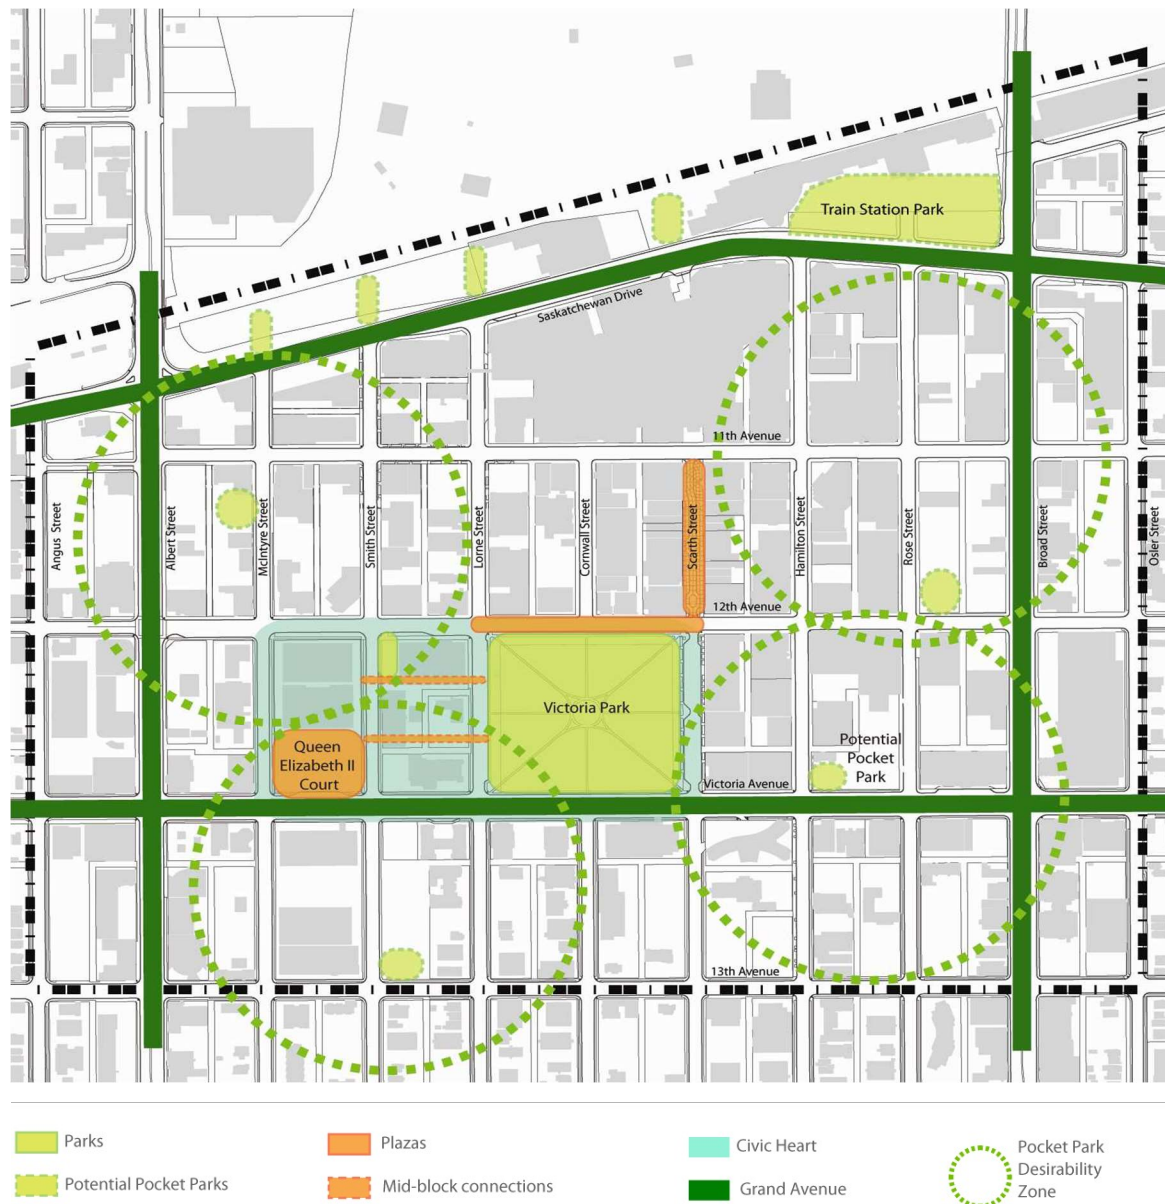 Train Station Park
Saskatchewan Drive
11th Avenue
Angus Street
Albert Street
McIntyre Street
Smith Street
Lorne Street
Cornwall Street
Scarth Street
Hamilton Street
Rose Street
Broad Street
Osler Street
12th Avenue
Victoria Park
Queen
Elizabeth II
Court
Potential
Pocket
Park
Victoria Avenue
13th Avenue
Parks
Plazas
Civic Heart
Pocket Park
Desirability
Zone
Potential Pocket Parks
Mid-block connections
Grand Avenue